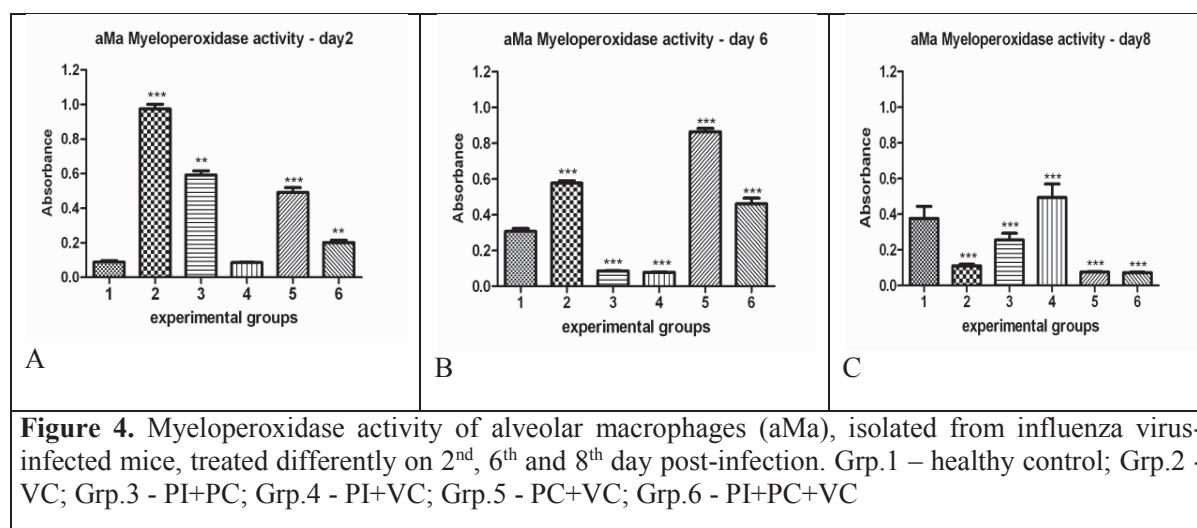 aMa Myeloperoxidase activity - day2
1.2
1.0
0.8
0.6
0.4
0.2
0.0
Absorbance
***
**
***
**
1 2 3 4 5 6
experimental groups
A
aMa Myeloperoxidase activity - day 6
1.2
1.0
0.8
0.6
0.4
0.2
0.0
Absorbance
***
***
***
***
***
1 2 3 4 5 6
experimental groups
B
aMa Myeloperoxidase activity - day8
1.2
1.0
0.8
0.6
0.4
0.2
0.0
Absorbance
***
***
***
***
***
1 2 3 4 5 6
experimental groups
C
Figure 4. Myeloperoxidase activity of alveolar macrophages (aMa), isolated from influenza virus-
infected mice, treated differently on 2nd, 6th and 8th day post-infection. Grp.1 – healthy control; Grp.2 -
VC; Grp.3 - PI+PC; Grp.4 - PI+VC; Grp.5 - PC+VC; Grp.6 - PI+PC+VC